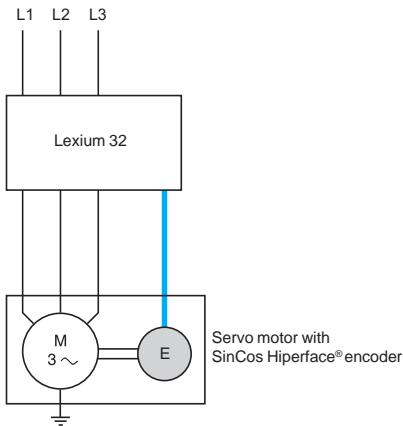 L1 L2 L3
Lexium 32
M
3 ~
E
Servo motor with
SinCos Hiperface® encoder